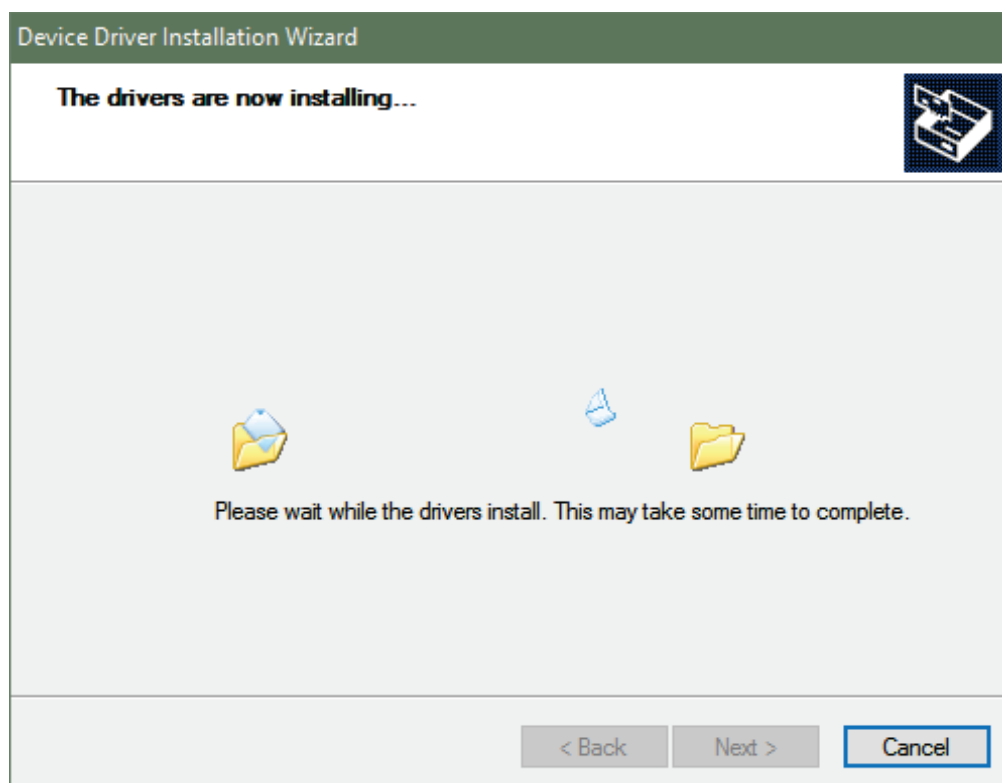 Device Driver Installation Wizard
The drivers are now installing...
Please wait while the drivers install. This may take some time to complete.
< Back
Next >
Cancel